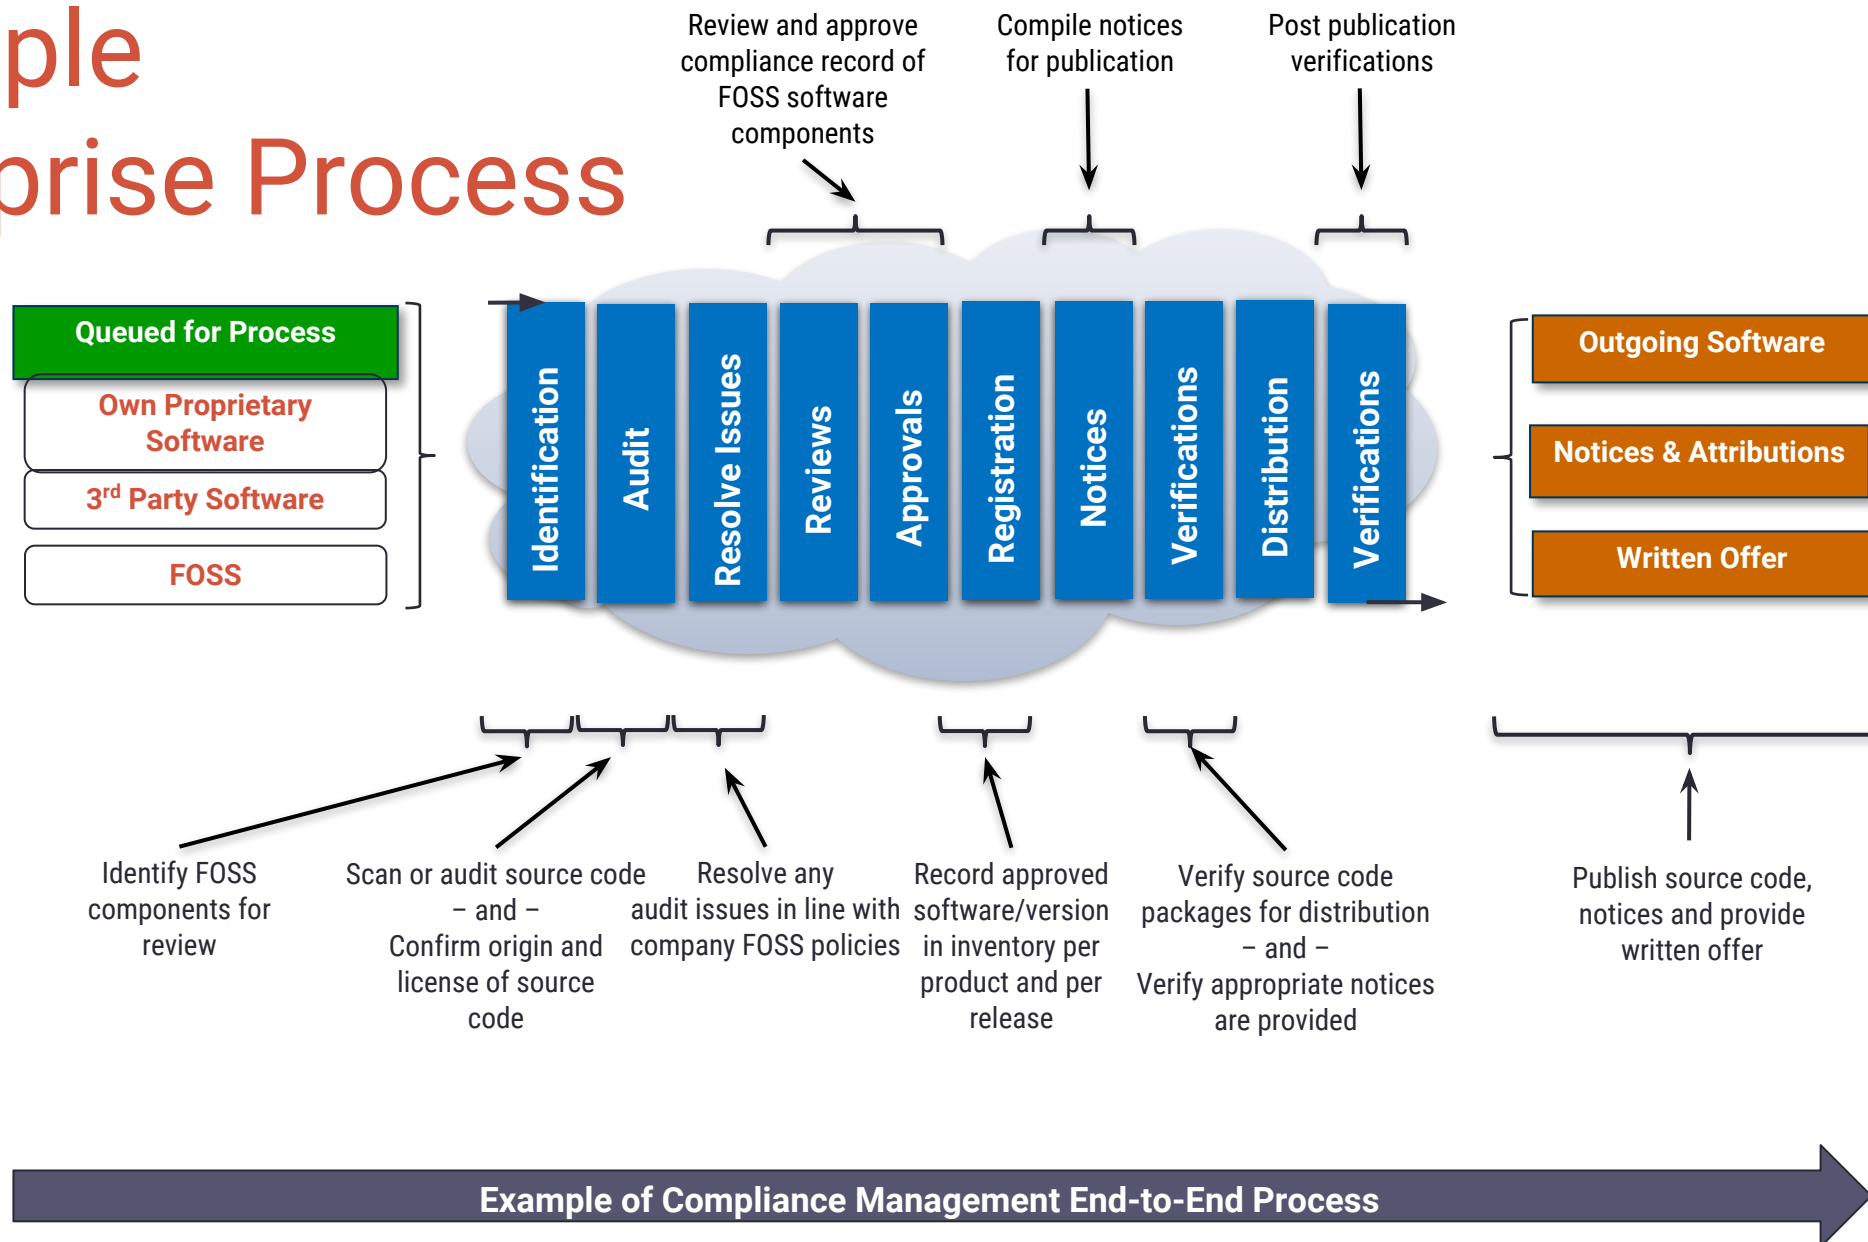 ple
prise Process
Review and approve
compliance record of
FOSS software
components
Compile notices
for publication
Post publication
verifications
Queued for Process
Own Proprietary
Software
3rd Party Software
FOSS
Identification
Audit
Resolve Issues
Reviews
Approvals
Registration
Notices
Verifications
Distribution
Verifications
Outgoing Software
Notices & Attributions
Written Offer
Identify FOSS
components for
review
Scan or audit source code
– and –
Confirm origin and
license of source
code
Resolve any
audit issues in line with
company FOSS policies
Record approved
software/version
in inventory per
product and per
release
Verify source code
packages for distribution
– and –
Verify appropriate notices
are provided
Publish source code,
notices and provide
written offer
Example of Compliance Management End-to-End Process